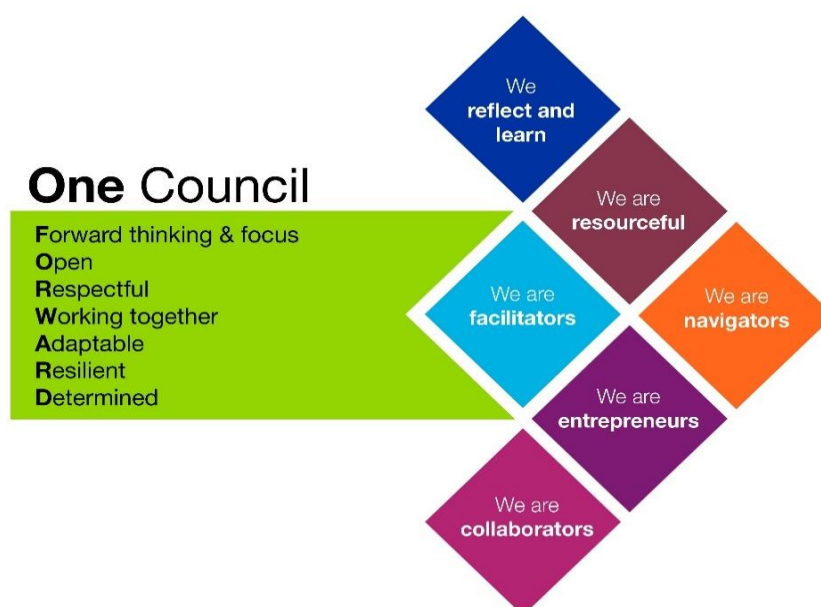 One Council
Forward thinking & focus
Open
Respectful
Working together
Adaptable
Resilient
Determined
We
reflect and
learn
We are
resourceful
We are
facilitators
We are
navigators
We are
entrepreneurs
We are
collaborators